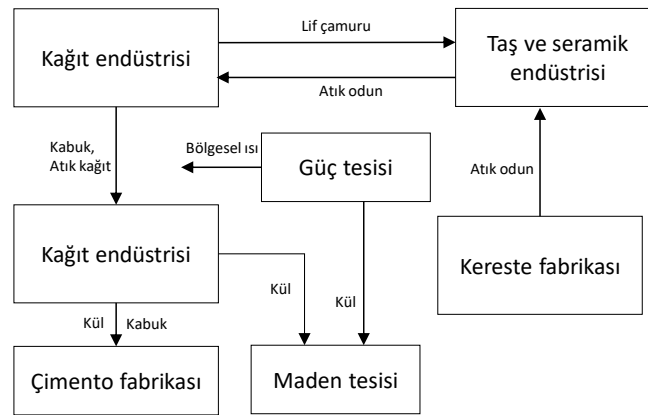 Lif çamuru
Kağıt endüstrisi
Taş ve seramik
endüstrisi
Atık odun
Kabuk,
Atık kağıt
Bölgesel ısı
Güç tesisi
Atık odun
Kağıt endüstrisi
Kereste fabrikası
Kül
Kül
Kül
Kabuk
Çimento fabrikası
Maden tesisi